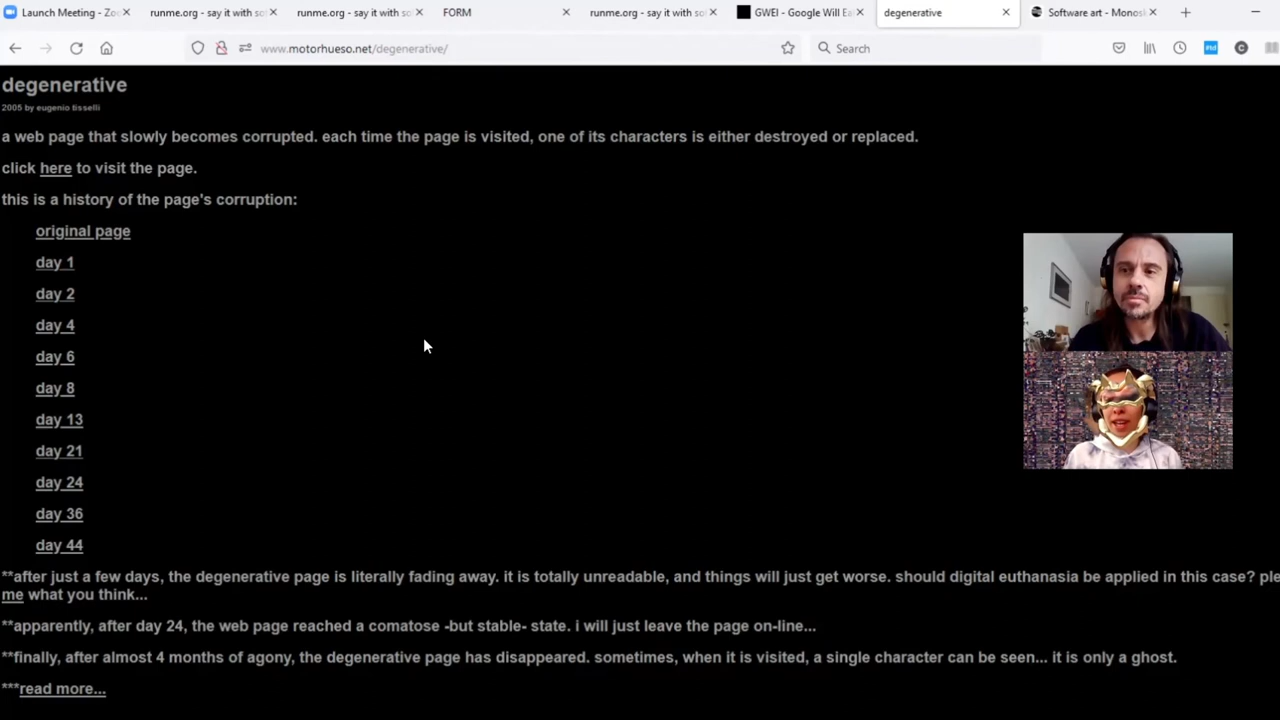 Launch Meeting - Zo
runme.org - say it with so
runme.org - say it with so
FORM
runme.org - say it with so
GWEI - Google Will Ea
degenerative
Software art - Monos
www.motorhueso.net/degenerative/
Search
degenerative
2005 by eugenio tisselli
a web page that slowly becomes corrupted. each time the page is visited, one of its characters is either destroyed or replaced.
click here to visit the page.
this is a history of the page's corruption:
original page
day 1
day 2
day 4
day 6
day 8
day 13
day 21
day 24
day 36
day 44
**after just a few days, the degenerative page is literally fading away. it is totally unreadable, and things will just get worse. should digital euthanasia be applied in this case? ple
me what you think...
**apparently, after day 24, the web page reached a comatose -but stable- state. i will just leave the page on-line...
**finally, after almost 4 months of agony, the degenerative page has disappeared. sometimes, when it is visited, a single character can be seen... it is only a ghost.
***read more...